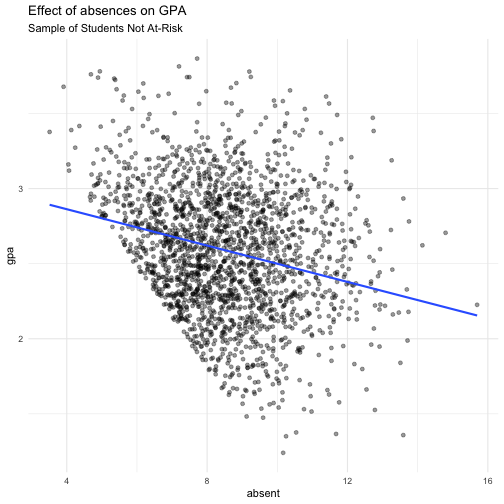 Effect of absences on GPA
Sample of Students Not At-Risk
gpa
3
2
4
8
12
16
absent